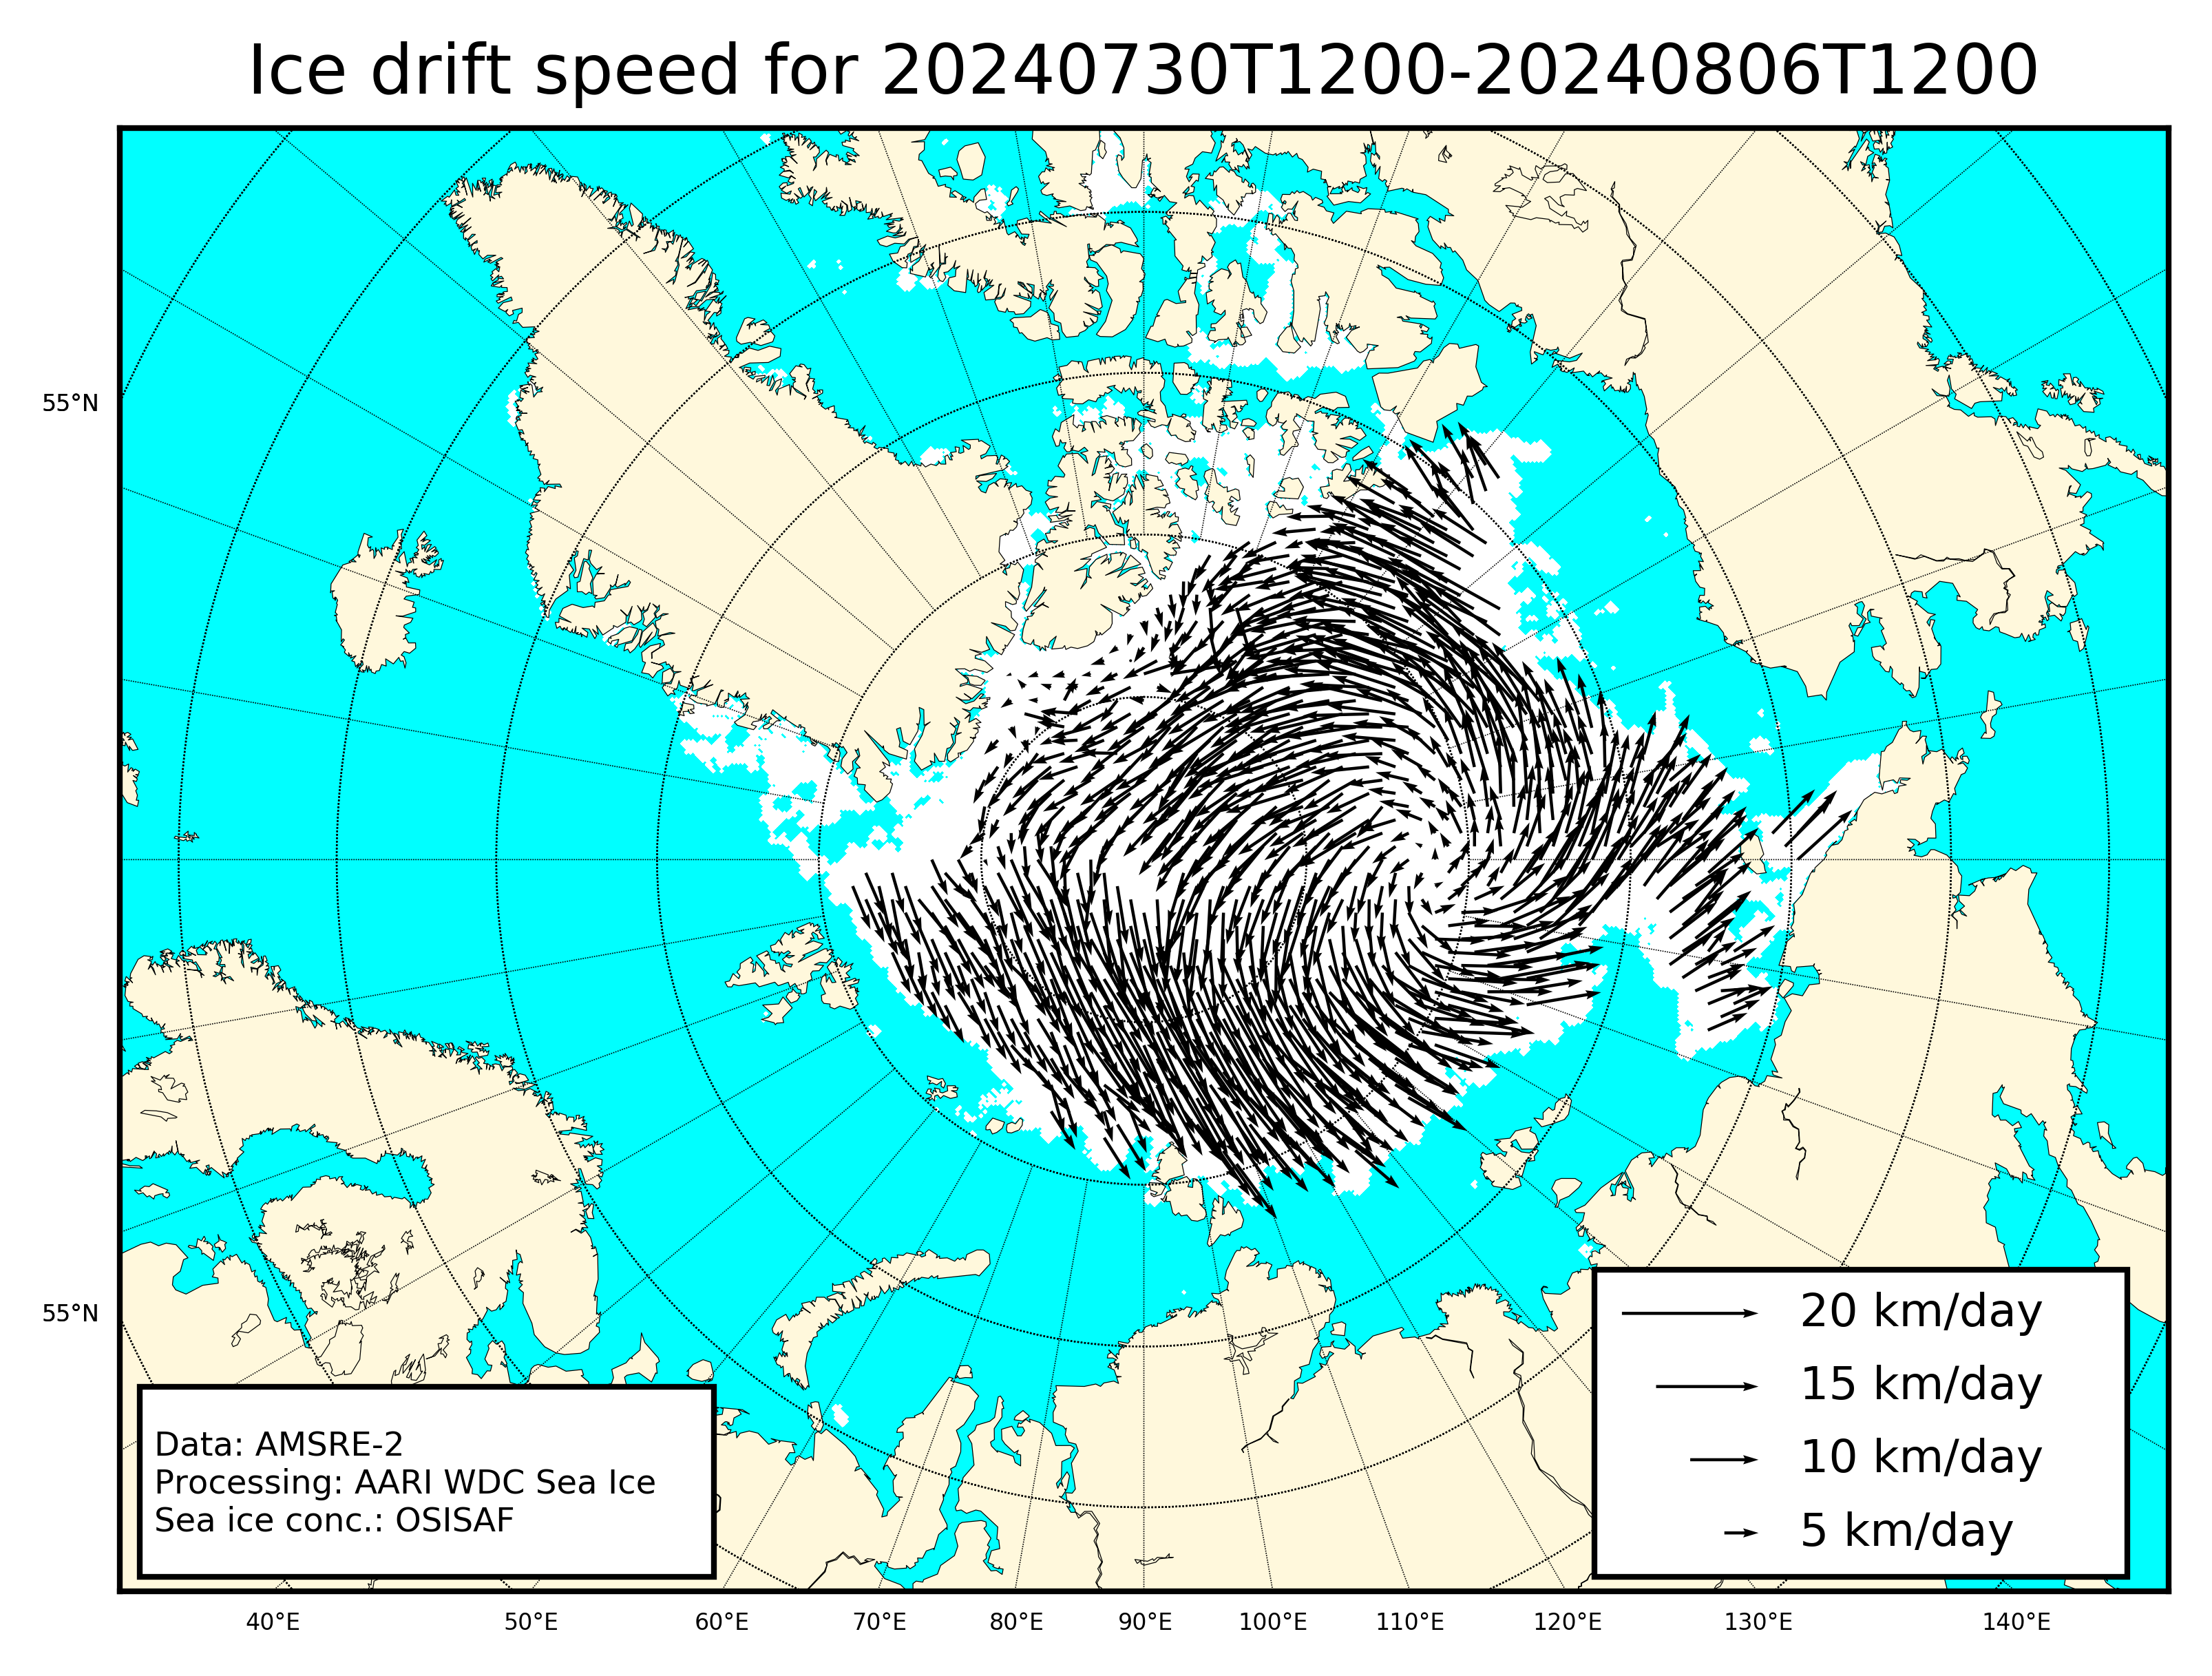 Ice drift speed for 20240730T1200-20240806T1200
55°N
55°N
20 km/day
15 km/day
10 km/day
5 km/day
Data: AMSRE-2
Processing: AARI WDC Sea Ice
Sea ice conc.: OSISAF
40°E 50°E 60°E 70°E 80°E 90°E 100°E 110°E 120°E 130°E 140°E